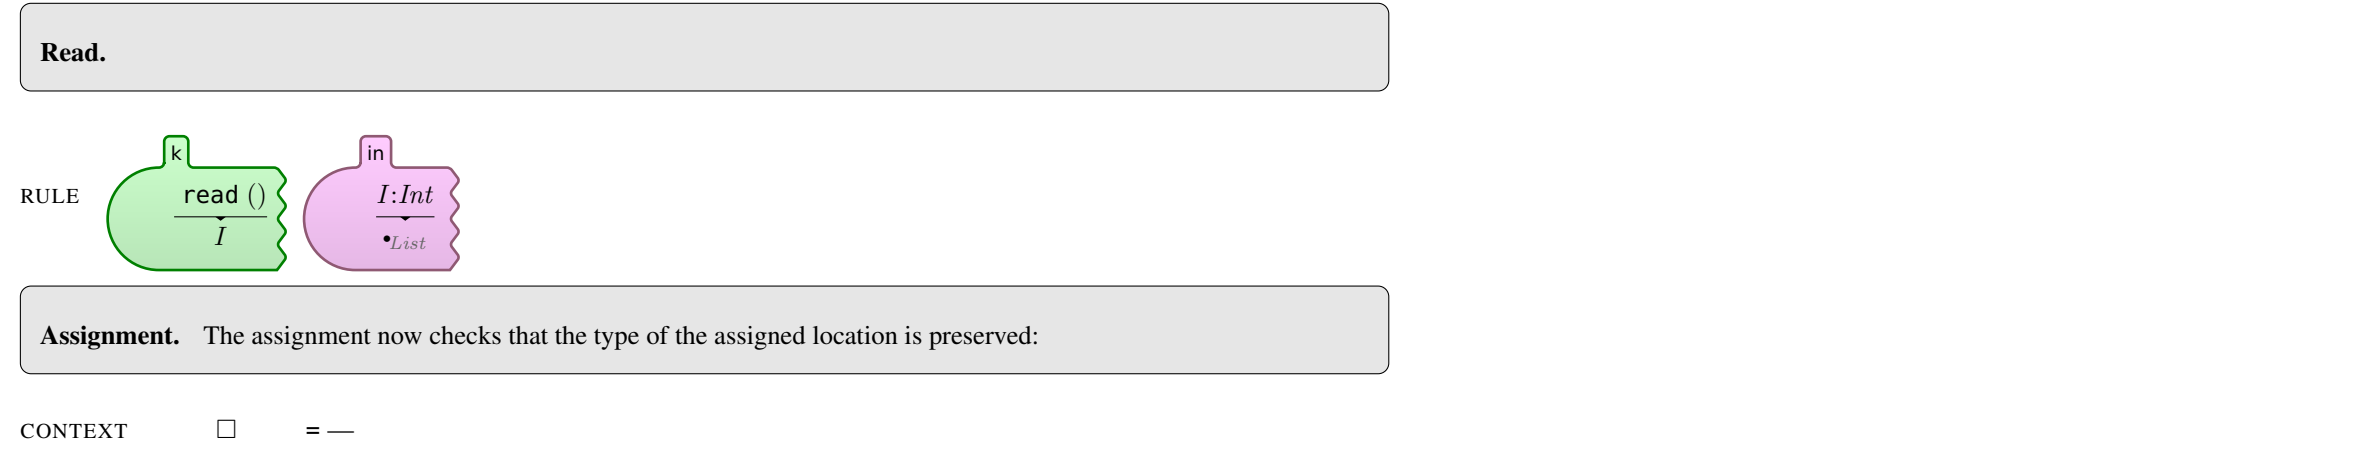 Read.
k in
RULE read () I:Int
I •List
Assignment. The assignment now checks that the type of the assigned location is preserved:
CONTEXT □ = —